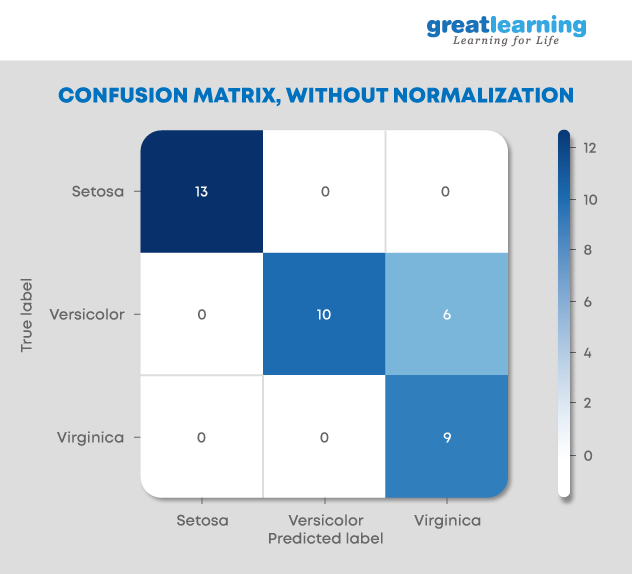 greatlearning
Learning for Life
CONFUSION MATRIX, WITHOUT NORMALIZATION
True label
Setosa 13 0 0
Versicolor 0 10 6
Virginica 0 0 9
Setosa Versicolor Virginica
Predicted label
12
10
8
6
4
2
0